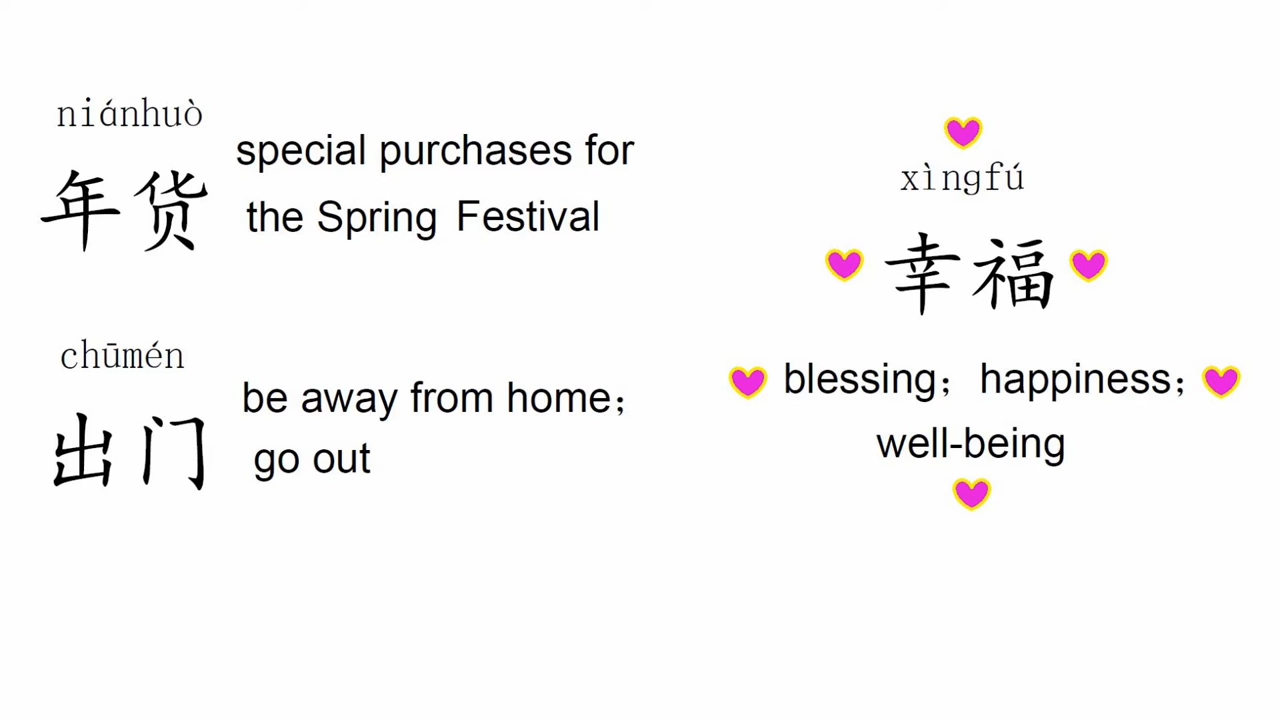 niánhuò
年货
special purchases for
the Spring Festival
chūmén
出门
be away from home；
go out
xìngfú
幸福
blessing； happiness；
well-being